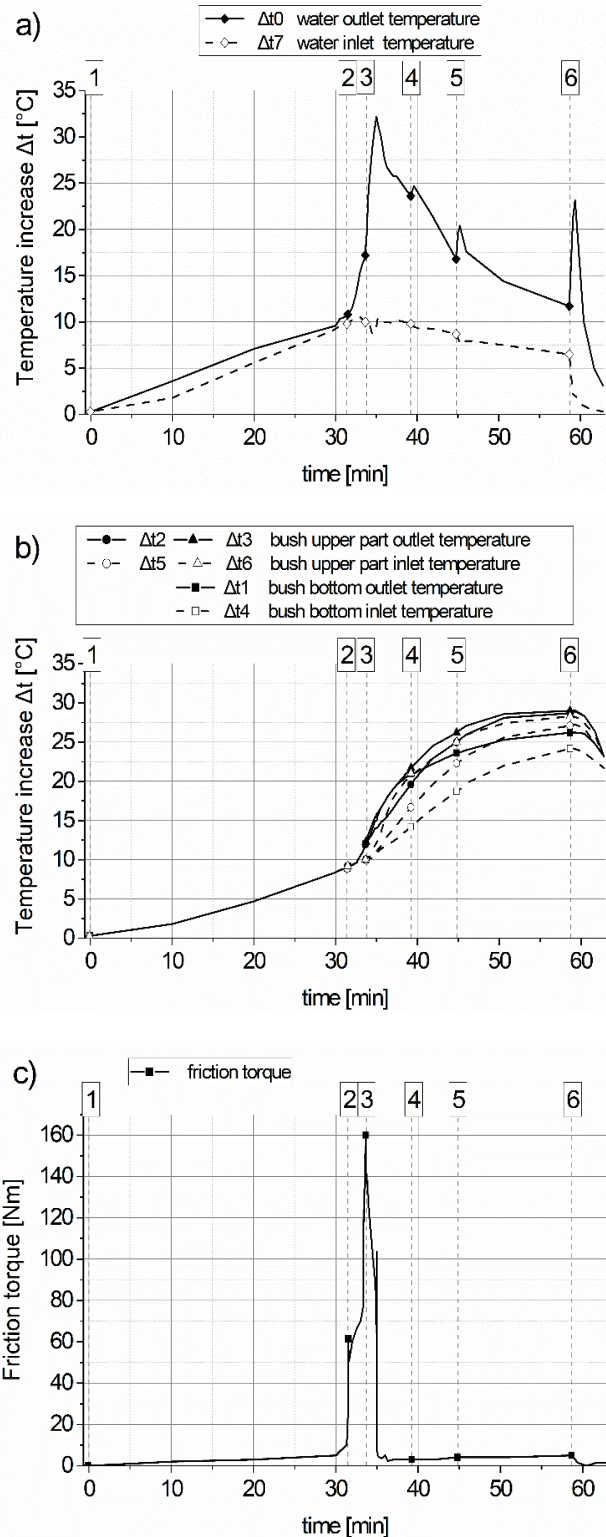 a)
Δt0 water outlet temperature
Δt7 water inlet temperature
1 2 3 4 5 6
35
30
25
20
15
10
5
0
Temperature increase Δt [°C]
0 10 20 30 40 50 60
time [min]
b)
Δt2 Δt3 bush upper part outlet temperature
Δt5 Δt6 bush upper part inlet temperature
Δt1 bush bottom outlet temperature
Δt4 bush bottom inlet temperature
1 2 3 4 5 6
35
30
25
20
15
10
5
0
Temperature increase Δt [°C]
0 10 20 30 40 50 60
time [min]
c)
friction torque
1 2 3 4 5 6
160
140
120
100
80
60
40
20
0
Friction torque [Nm]
0 10 20 30 40 50 60
time [min]